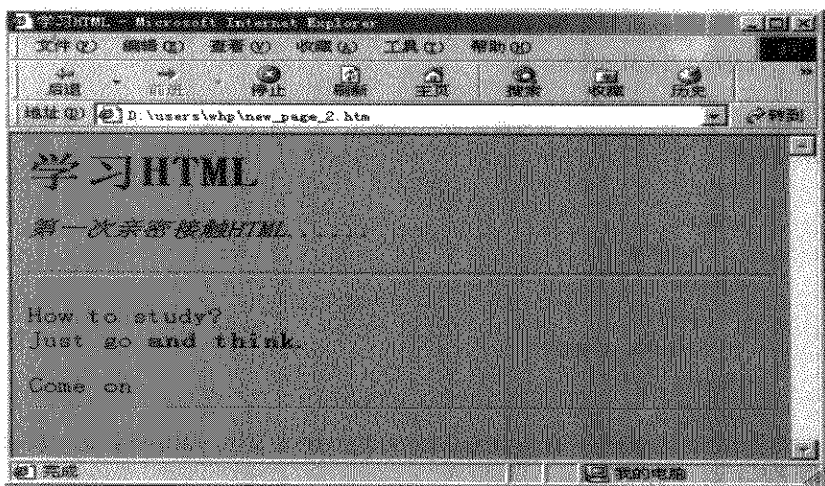 学习HTML - Microsoft Internet Explorer
文件(F) 编辑(E) 查看(V) 收藏(A) 工具(T) 帮助(H)
后退 前进 停止 刷新 主页 搜索 收藏 历史 »
地址(D) D:\users\whp\new_page_2.htm 转到
学习HTML
第一次亲密接触HTML......
How to study?
Just go and think.
Come on
完成 我的电脑